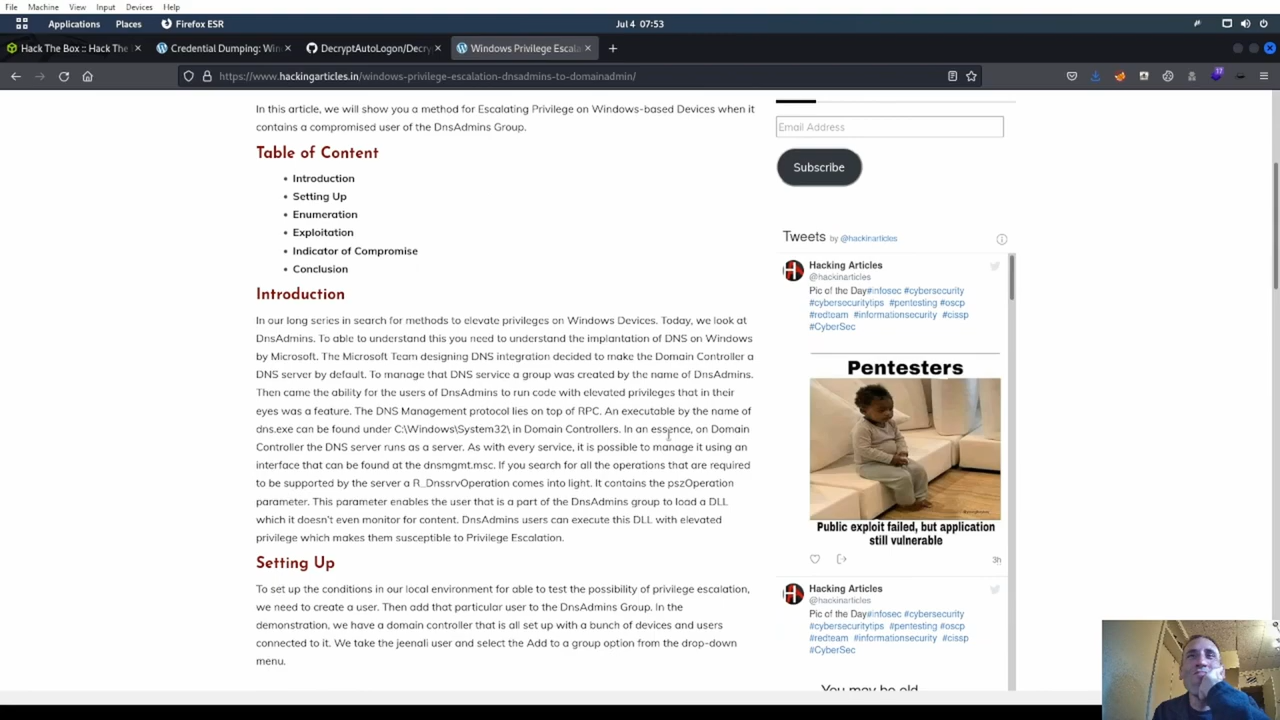 File Machine View Input Devices Help
Applications Places Firefox ESR Jul 4 07:53
Hack The Box :: Hack The
Credential Dumping: Win
DecryptAutoLogon/Decry
Windows Privilege Escala
https://www.hackingarticles.in/windows-privilege-escalation-dnsadmins-to-domainadmin/
In this article, we will show you a method for Escalating Privilege on Windows-based Devices when it
contains a compromised user of the DnsAdmins Group.
Table of Content
• Introduction
• Setting Up
• Enumeration
• Exploitation
• Indicator of Compromise
• Conclusion
Introduction
In our long series in search for methods to elevate privileges on Windows Devices. Today, we look at
DnsAdmins. To able to understand this you need to understand the implantation of DNS on Windows
by Microsoft. The Microsoft Team designing DNS integration decided to make the Domain Controller a
DNS server by default. To manage that DNS service a group was created by the name of DnsAdmins.
Then came the ability for the users of DnsAdmins to run code with elevated privileges that in their
eyes was a feature. The DNS Management protocol lies on top of RPC. An executable by the name of
dns.exe can be found under C:\Windows\System32\ in Domain Controllers. In an essence, on Domain
Controller the DNS server runs as a server. As with every service, it is possible to manage it using an
interface that can be found at the dnsmgmt.msc. If you search for all the operations that are required
to be supported by the server a R_DnssrvOperation comes into light. It contains the pszOperation
parameter. This parameter enables the user that is a part of the DnsAdmins group to load a DLL
which it doesn't even monitor for content. DnsAdmins users can execute this DLL with elevated
privilege which makes them susceptible to Privilege Escalation.
Setting Up
To set up the conditions in our local environment for able to test the possibility of privilege escalation,
we need to create a user. Then add that particular user to the DnsAdmins Group. In the
demonstration, we have a domain controller that is all set up with a bunch of devices and users
connected to it. We take the jeenali user and select the Add to a group option from the drop-down
menu.
Email Address
Subscribe
Tweets by @hackinarticles
Hacking Articles
@hackinarticles
Pic of the Day#infosec #cybersecurity
#cybersecuritytips #pentesting #oscp
#redteam #informationsecurity #cissp
#CyberSec
Pentesters
Public exploit failed, but application
still vulnerable
3h
Hacking Articles
@hackinarticles
Pic of the Day#infosec #cybersecurity
#cybersecuritytips #pentesting #oscp
#redteam #informationsecurity #cissp
#CyberSec
You may be old